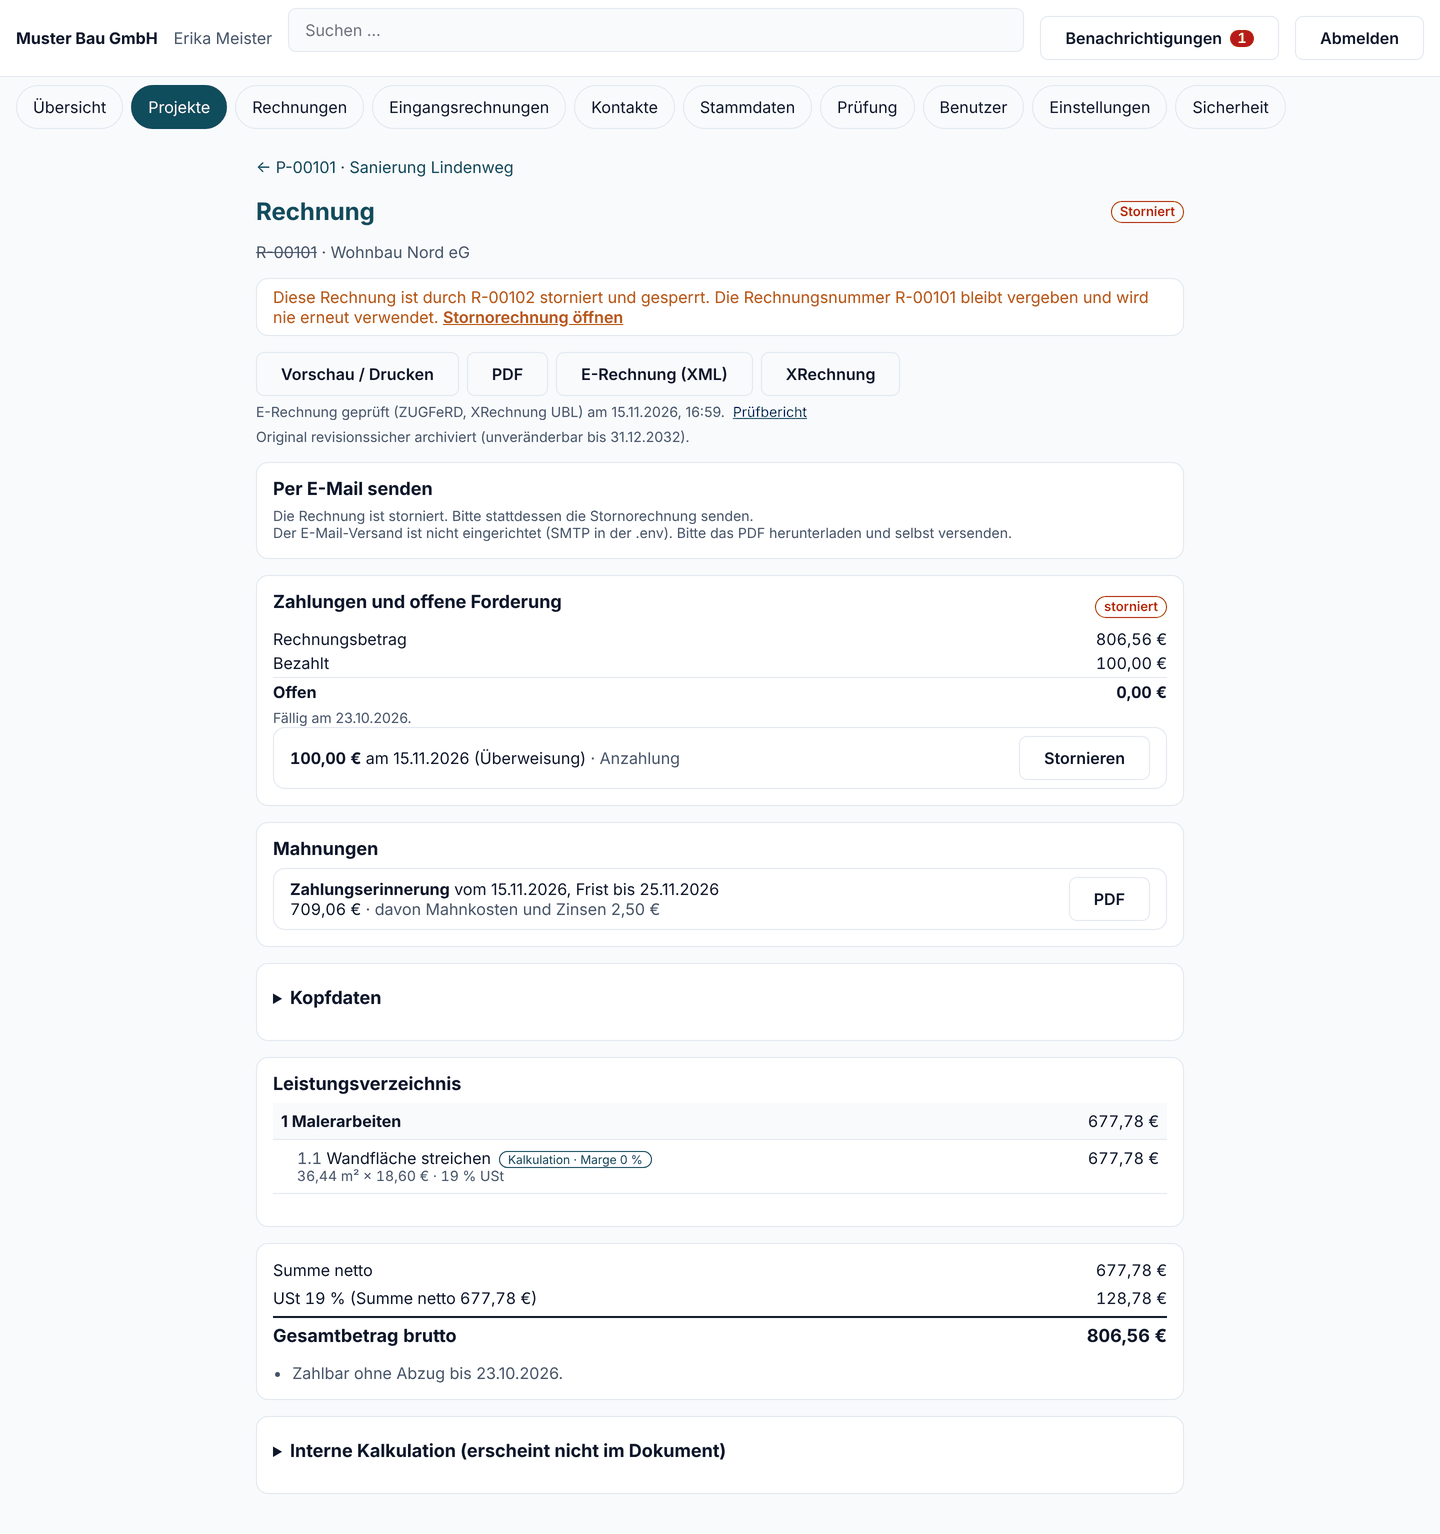 Muster Bau GmbH Erika Meister Suchen ... Benachrichtigungen 1 Abmelden
Übersicht Projekte Rechnungen Eingangsrechnungen Kontakte Stammdaten Prüfung Benutzer Einstellungen Sicherheit
← P-00101 · Sanierung Lindenweg
Rechnung Storniert
R-00101 · Wohnbau Nord eG
Diese Rechnung ist durch R-00102 storniert und gesperrt. Die Rechnungsnummer R-00101 bleibt vergeben und wird
nie erneut verwendet. Stornorechnung öffnen
Vorschau / Drucken PDF E-Rechnung (XML) XRechnung
E-Rechnung geprüft (ZUGFeRD, XRechnung UBL) am 15.11.2026, 16:59. Prüfbericht
Original revisionssicher archiviert (unveränderbar bis 31.12.2032).
Per E-Mail senden
Die Rechnung ist storniert. Bitte stattdessen die Stornorechnung senden.
Der E-Mail-Versand ist nicht eingerichtet (SMTP in der .env). Bitte das PDF herunterladen und selbst versenden.
Zahlungen und offene Forderung storniert
Rechnungsbetrag 806,56 €
Bezahlt 100,00 €
Offen 0,00 €
Fällig am 23.10.2026.
100,00 € am 15.11.2026 (Überweisung) · Anzahlung Stornieren
Mahnungen
Zahlungserinnerung vom 15.11.2026, Frist bis 25.11.2026
709,06 € · davon Mahnkosten und Zinsen 2,50 € PDF
Kopfdaten
Leistungsverzeichnis
1 Malerarbeiten 677,78 €
1.1 Wandfläche streichen Kalkulation · Marge 0 % 677,78 €
36,44 m² × 18,60 € · 19 % USt
Summe netto 677,78 €
USt 19 % (Summe netto 677,78 €) 128,78 €
Gesamtbetrag brutto 806,56 €
• Zahlbar ohne Abzug bis 23.10.2026.
Interne Kalkulation (erscheint nicht im Dokument)